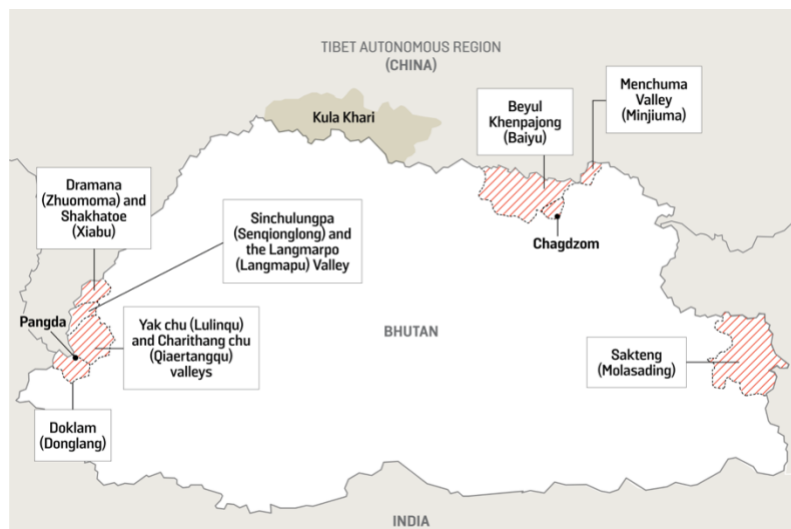 TIBET AUTONOMOUS REGION
(CHINA)
Kula Khari
Beyul
Khenpajong
(Baiyu)
Menchuma
Valley
(Minjiuma)
Dramana
(Zhuomoma) and
Shakhatoe
(Xiabu)
Sinchulungpa
(Senqionglong) and
the Langmarpo
(Langmapu) Valley
Chagdzom
Pangda
Yak chu (Lulinqu)
and Charithang chu
(Qiaertangqu)
valleys
BHUTAN
Sakteng
(Molasading)
Doklam
(Donglang)
INDIA